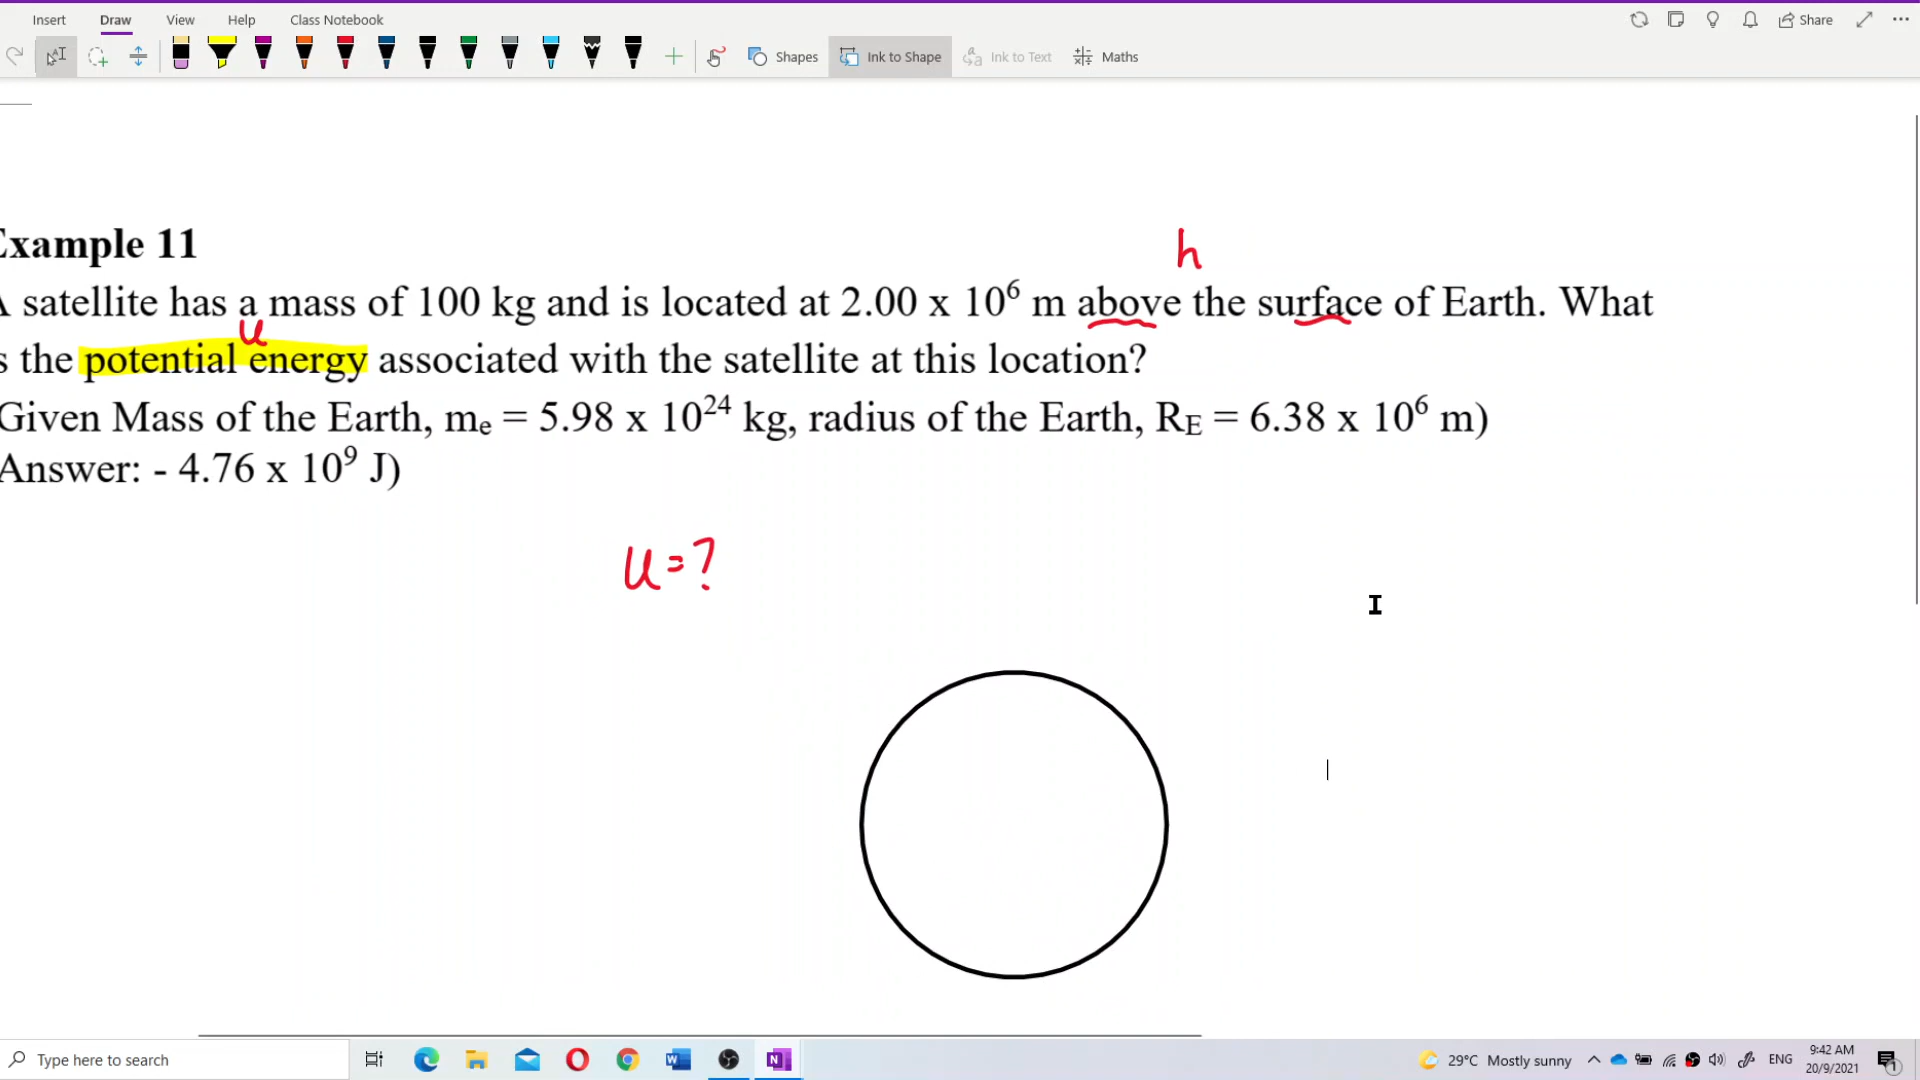 Insert Draw View Help Class Notebook Share
Shapes Ink to Shape Ink to Text Maths
Example 11
h
A satellite has a mass of 100 kg and is located at 2.00 x 10⁶ m above the surface of Earth. What
u
s the potential energy associated with the satellite at this location?
Given Mass of the Earth, mₑ = 5.98 x 10²⁴ kg, radius of the Earth, R_E = 6.38 x 10⁶ m)
Answer: - 4.76 x 10⁹ J)
u = ?
Type here to search 29°C Mostly sunny ENG 9:42 AM
20/9/2021